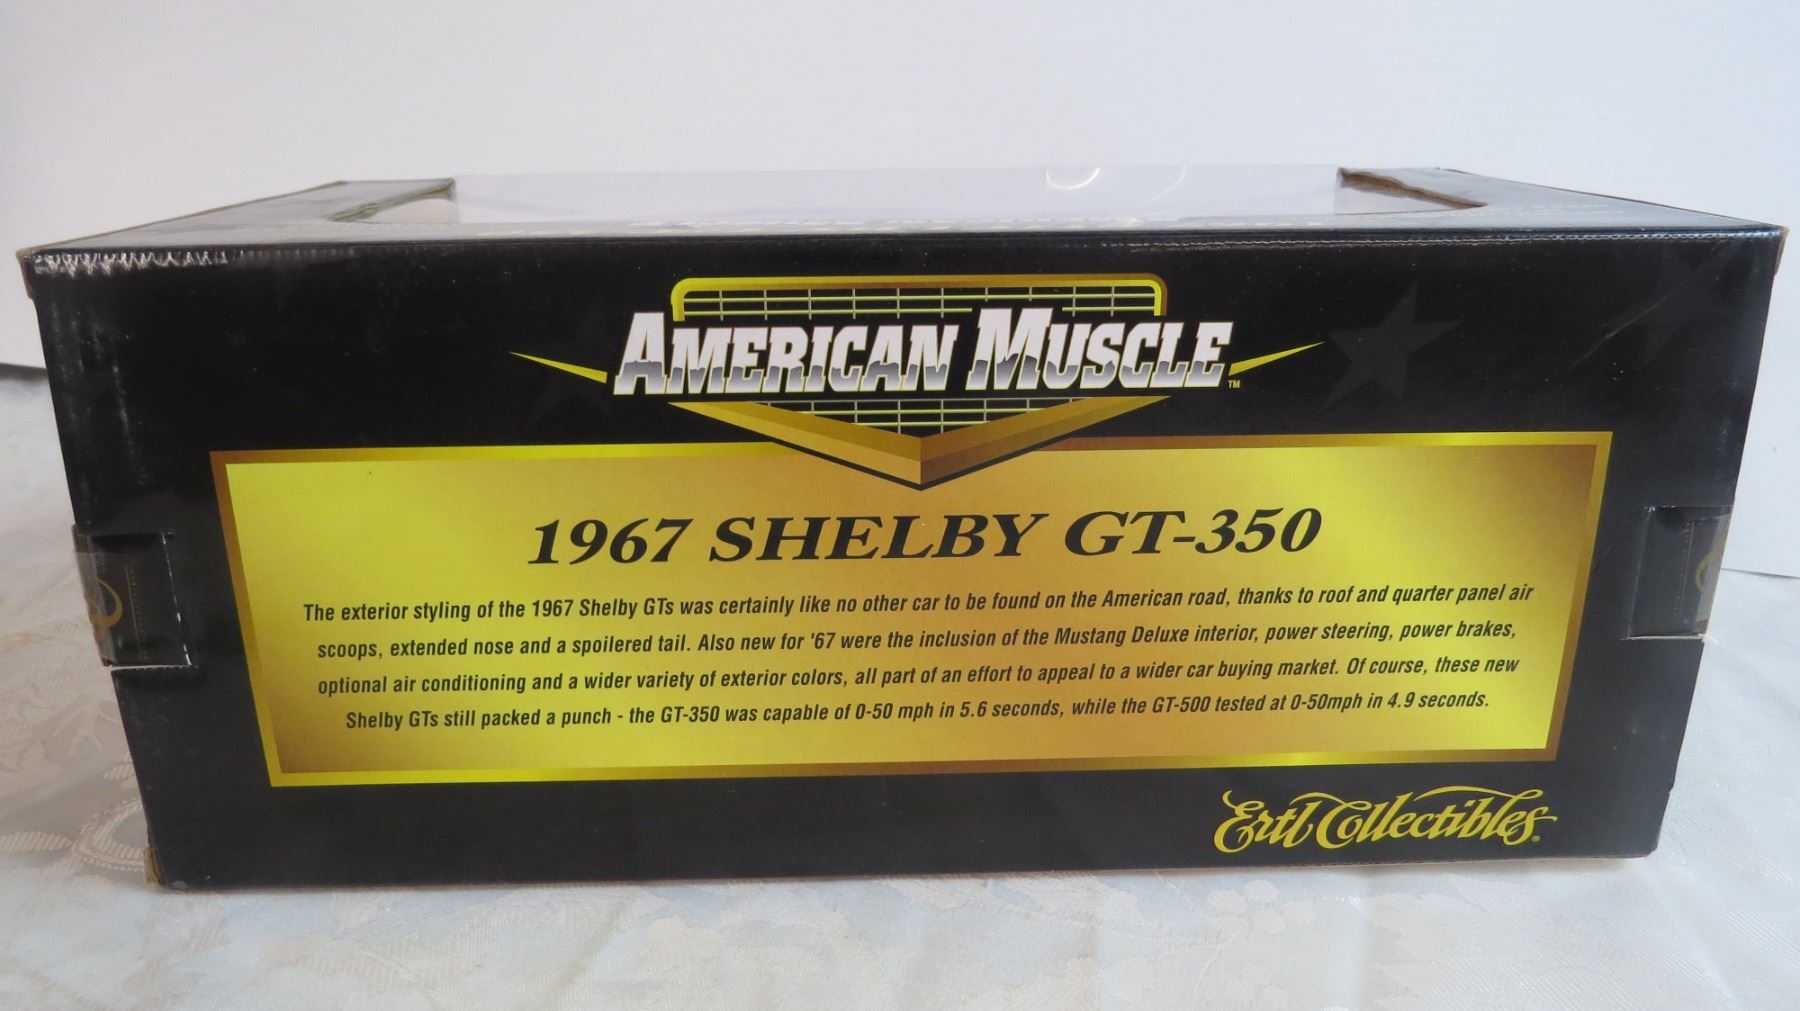 AMERICAN MUSCLE™
1967 SHELBY GT-350
The exterior styling of the 1967 Shelby GTs was certainly like no other car to be found on the American road, thanks to roof and quarter panel air
scoops, extended nose and a spoilered tail. Also new for '67 were the inclusion of the Mustang Deluxe interior, power steering, power brakes,
optional air conditioning and a wider variety of exterior colors, all part of an effort to appeal to a wider car buying market. Of course, these new
Shelby GTs still packed a punch - the GT-350 was capable of 0-50 mph in 5.6 seconds, while the GT-500 tested at 0-50mph in 4.9 seconds.
Ertl Collectibles®